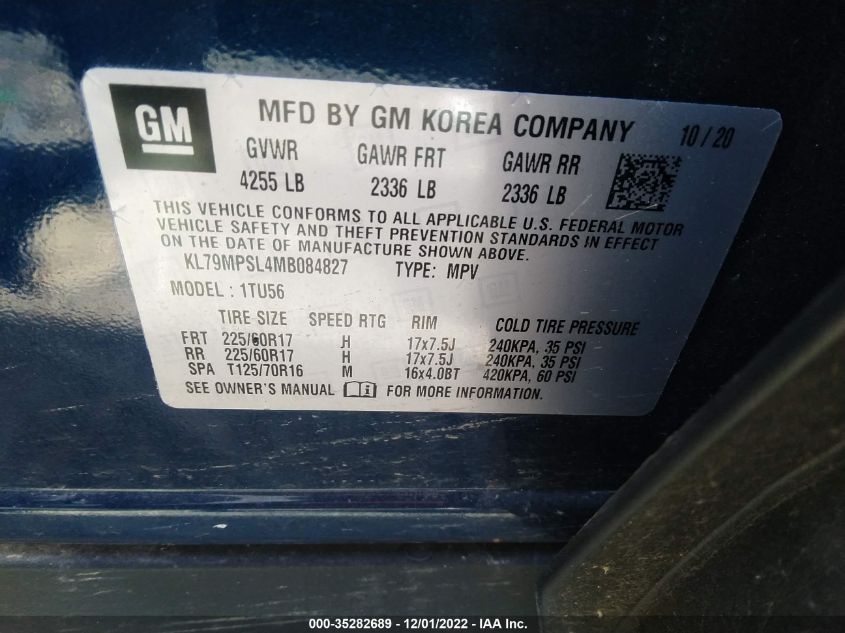 GM
MFD BY GM KOREA COMPANY 10/20
GVWR GAWR FRT GAWR RR
4255 LB 2336 LB 2336 LB
THIS VEHICLE CONFORMS TO ALL APPLICABLE U.S. FEDERAL MOTOR
VEHICLE SAFETY AND THEFT PREVENTION STANDARDS IN EFFECT
ON THE DATE OF MANUFACTURE SHOWN ABOVE.
KL79MPSL4MB084827 TYPE: MPV
MODEL : 1TU56
TIRE SIZE SPEED RTG RIM COLD TIRE PRESSURE
FRT 225/60R17 H 17x7.5J 240KPA, 35 PSI
RR 225/60R17 H 17x7.5J 240KPA, 35 PSI
SPA T125/70R16 M 16x4.0BT 420KPA, 60 PSI
SEE OWNER'S MANUAL FOR MORE INFORMATION.
000-35282689 - 12/01/2022 - IAA Inc.